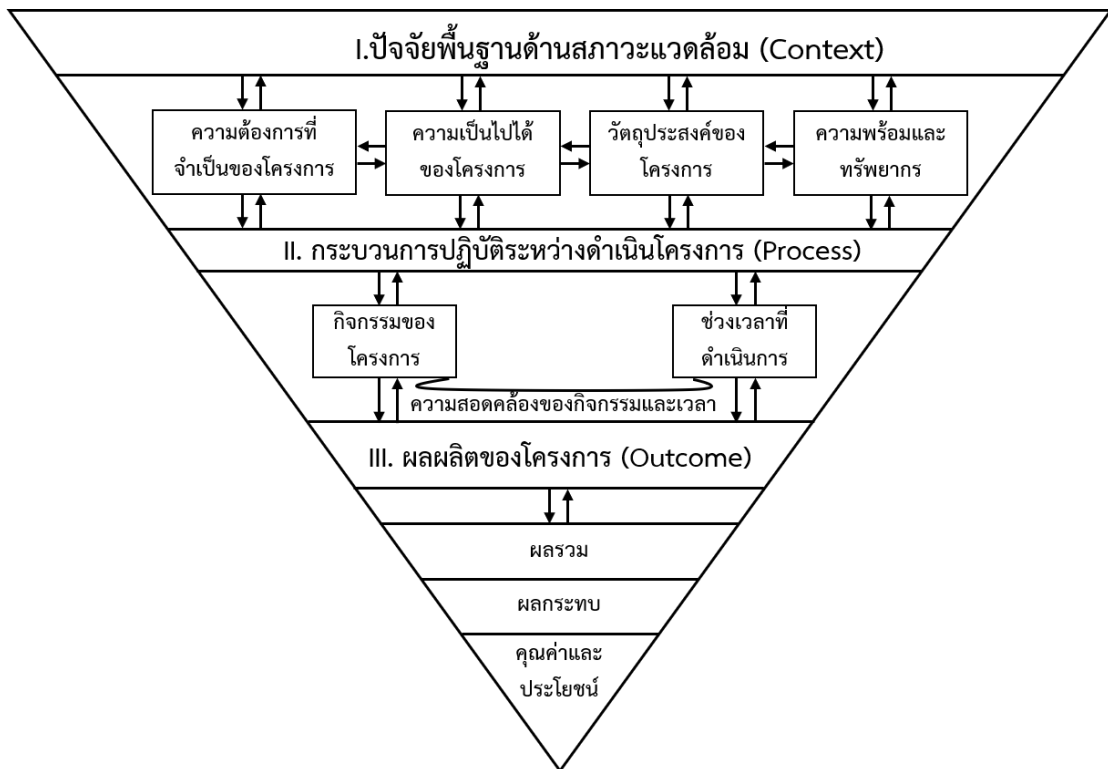 I.ปัจจัยพื้นฐานด้านสภาวะแวดล้อม (Context)
ความต้องการที่
จำเป็นของโครงการ
ความเป็นไปได้
ของโครงการ
วัตถุประสงค์ของ
โครงการ
ความพร้อมและ
ทรัพยากร
II. กระบวนการปฏิบัติระหว่างดำเนินโครงการ (Process)
กิจกรรมของ
โครงการ
ช่วงเวลาที่
ดำเนินการ
ความสอดคล้องของกิจกรรมและเวลา
III. ผลผลิตของโครงการ (Outcome)
ผลรวม
ผลกระทบ
คุณค่าและ
ประโยชน์